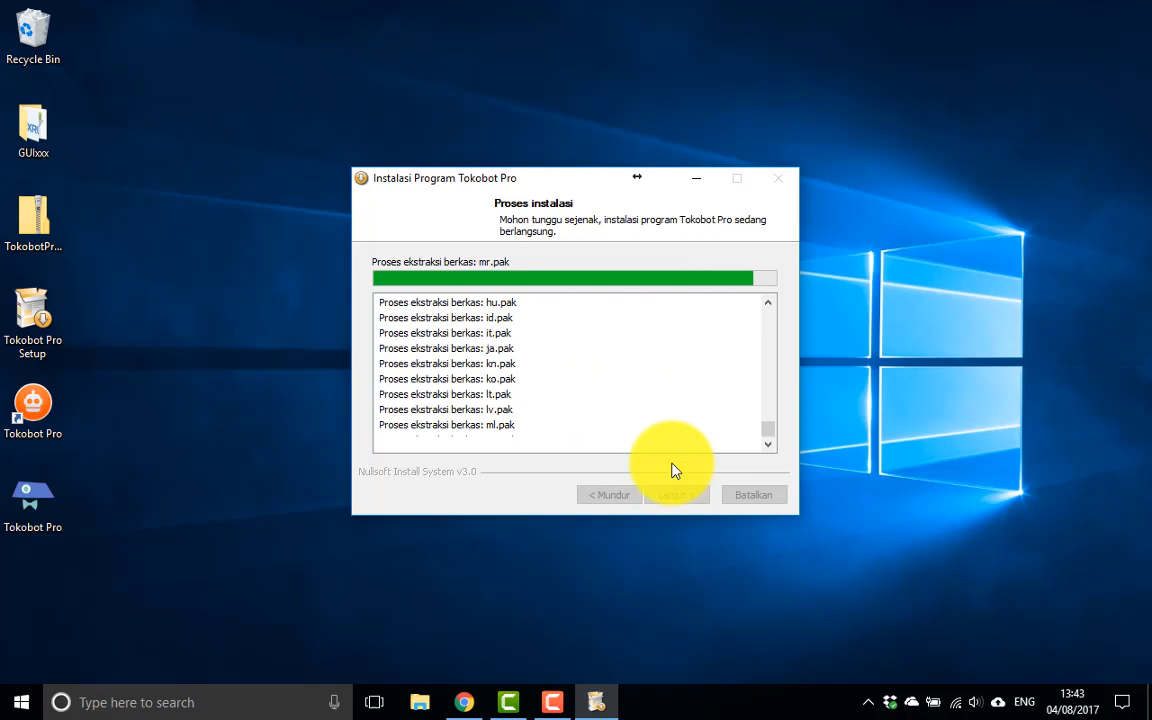 Recycle Bin
GUIxxx
TokobotPr...
Tokobot Pro
Setup
Tokobot Pro
Tokobot Pro
Instalasi Program Tokobot Pro
Proses instalasi
Mohon tunggu sejenak, instalasi program Tokobot Pro sedang
berlangsung.
Proses ekstraksi berkas: mr.pak
Proses ekstraksi berkas: hu.pak
Proses ekstraksi berkas: id.pak
Proses ekstraksi berkas: it.pak
Proses ekstraksi berkas: ja.pak
Proses ekstraksi berkas: kn.pak
Proses ekstraksi berkas: ko.pak
Proses ekstraksi berkas: lt.pak
Proses ekstraksi berkas: lv.pak
Proses ekstraksi berkas: ml.pak
Nullsoft Install System v3.0
< Mundur
Lanjut >
Batalkan
Type here to search
ENG
13:43
04/08/2017